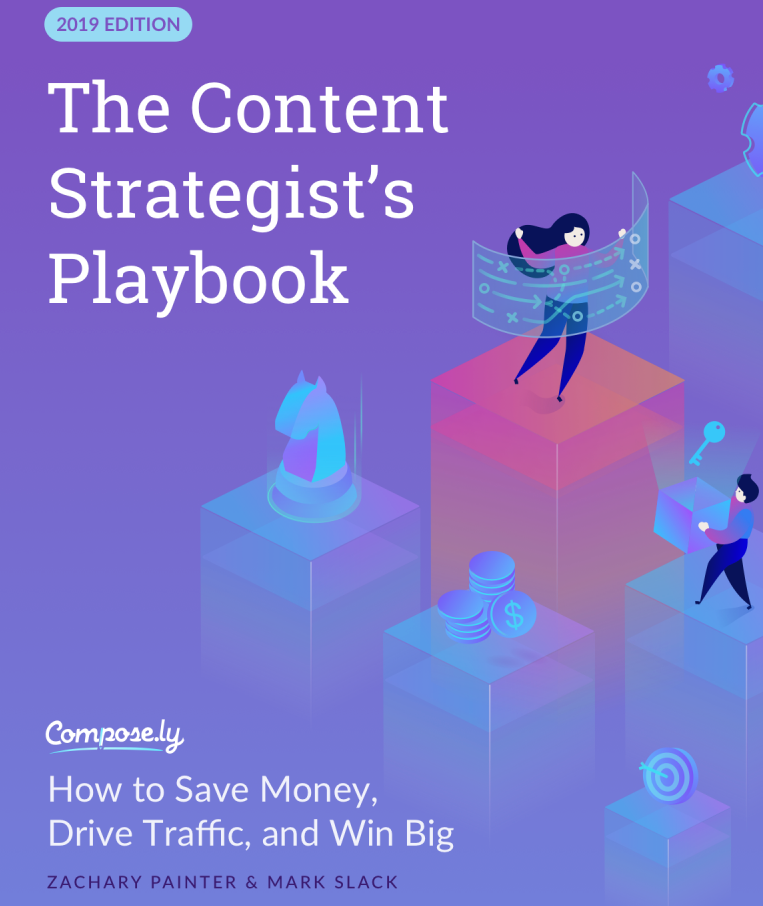 2019 EDITION
The Content
Strategist’s
Playbook
$
Compose.ly
How to Save Money,
Drive Traffic, and Win Big
ZACHARY PAINTER & MARK SLACK